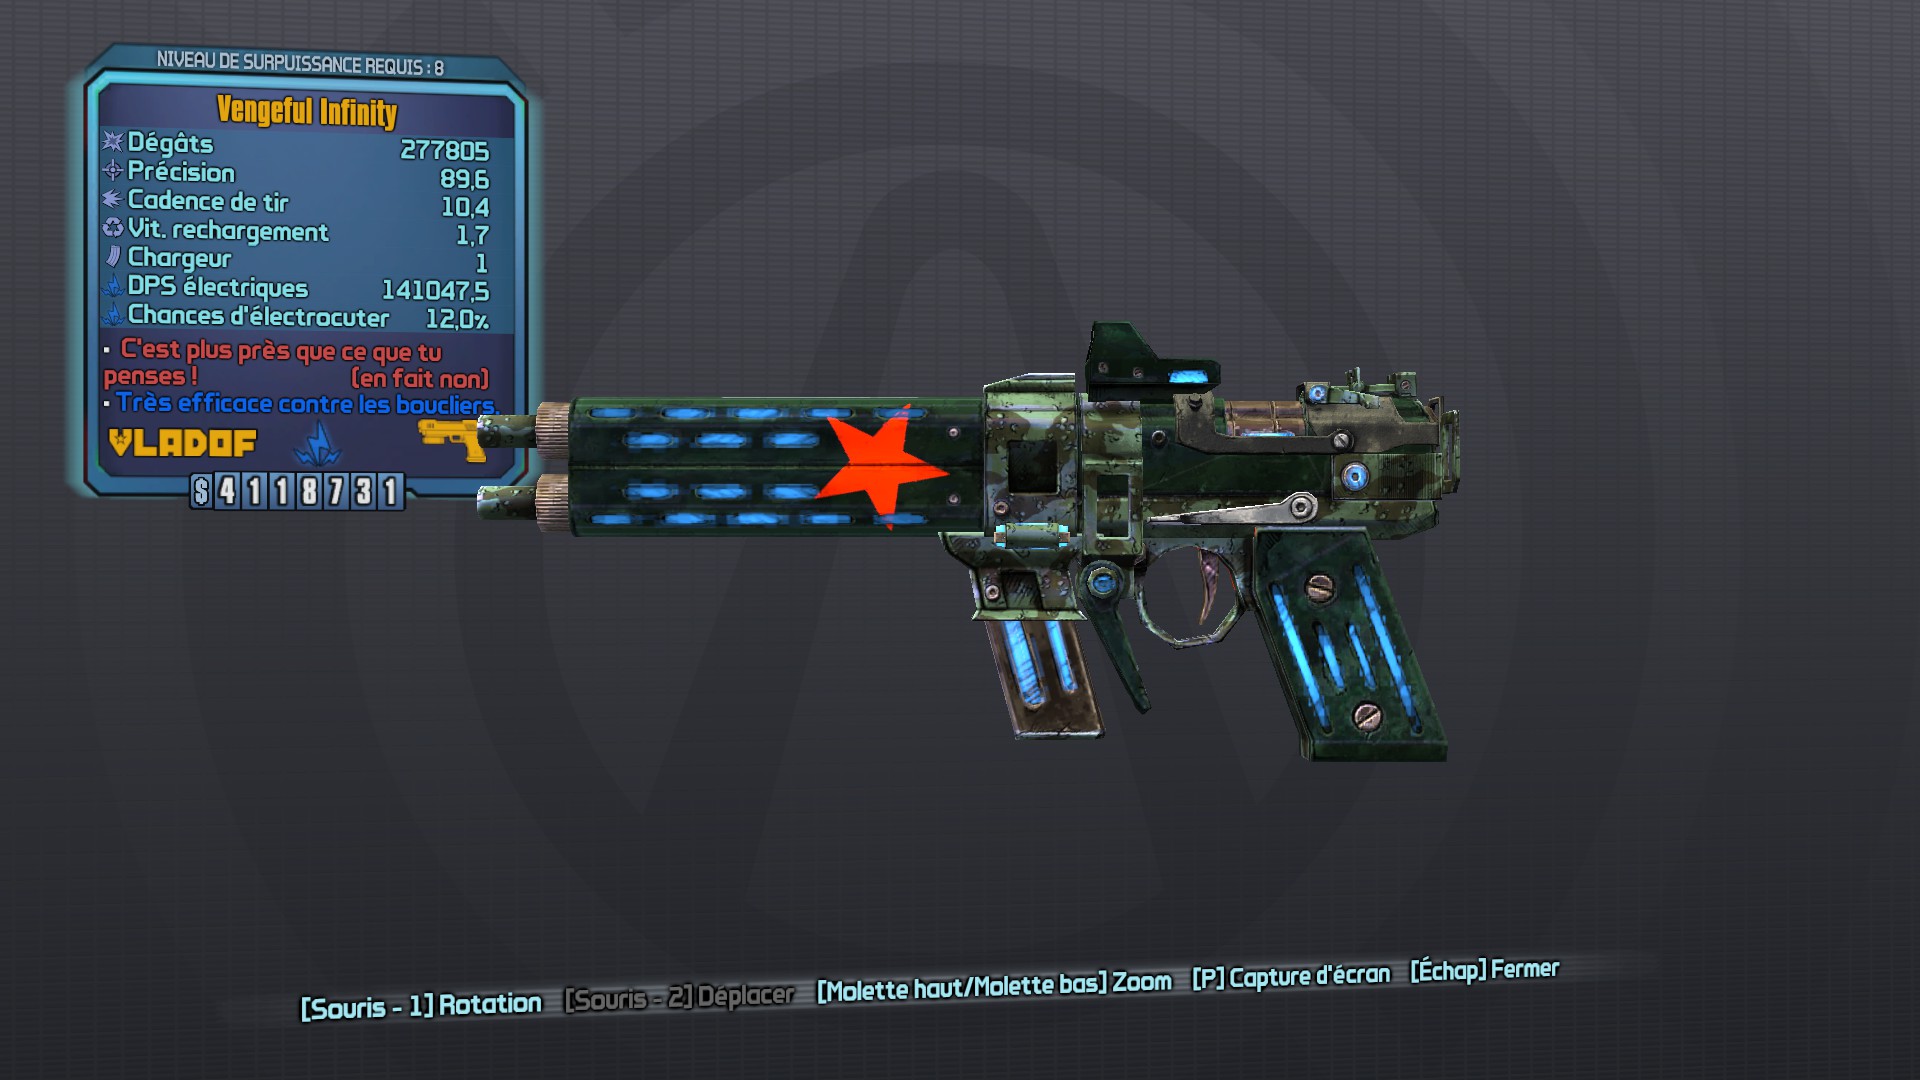 NIVEAU DE SURPUISSANCE REQUIS : 8
Vengeful Infinity
Dégâts 277805
Précision 89,6
Cadence de tir 10,4
Vit. rechargement 1,7
Chargeur 1
DPS électriques 141047,5
Chances d'électrocuter 12,0%
▪ C'est plus près que ce que tu
penses ! (en fait non)
▪ Très efficace contre les boucliers.
VLADOF
$ 4118731
[Souris - 1] Rotation [Souris - 2] Déplacer [Molette haut/Molette bas] Zoom [P] Capture d'écran [Échap] Fermer